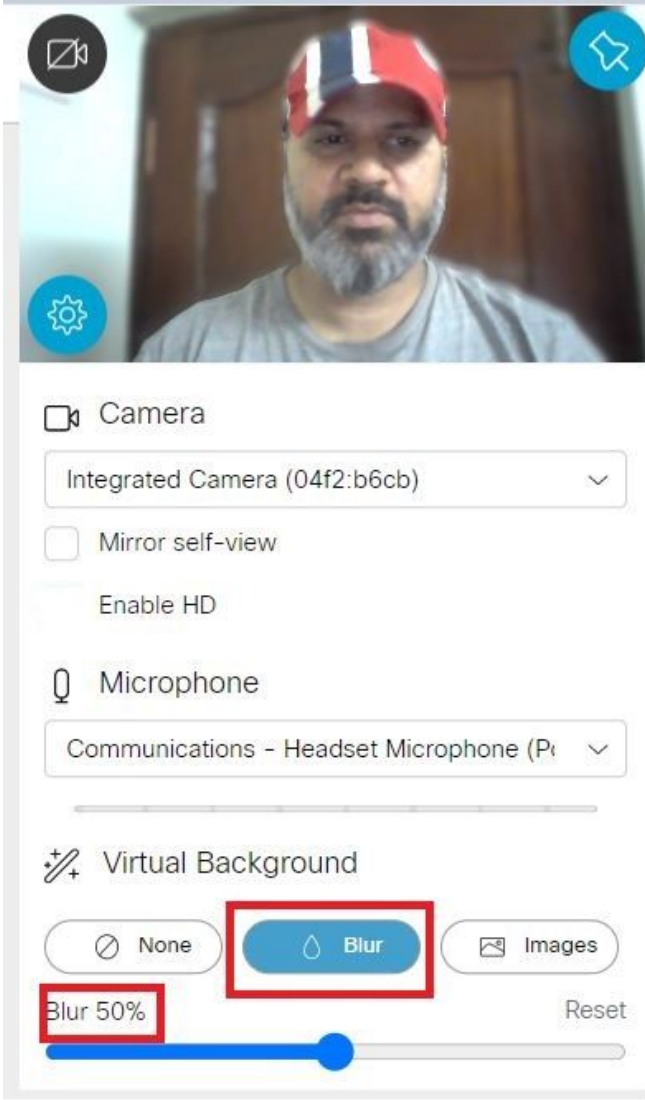 Camera
Integrated Camera (04f2:b6cb)
Mirror self-view
Enable HD
Microphone
Communications - Headset Microphone (Po
Virtual Background
None Blur Images
Blur 50% Reset